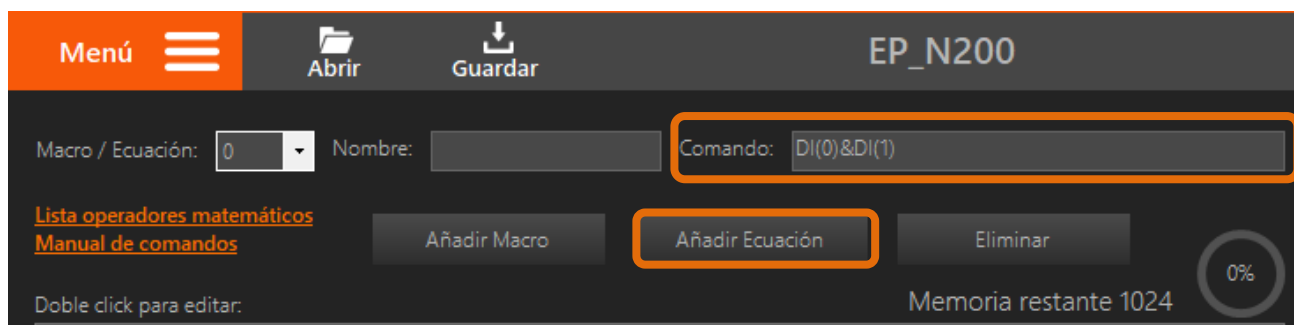 Menú
Abrir
Guardar
EP_N200
Macro / Ecuación: 0 Nombre: Comando: DI(0)&DI(1)
Lista operadores matemáticos
Manual de comandos
Añadir Macro
Añadir Ecuación
Eliminar
0%
Doble click para editar:
Memoria restante 1024